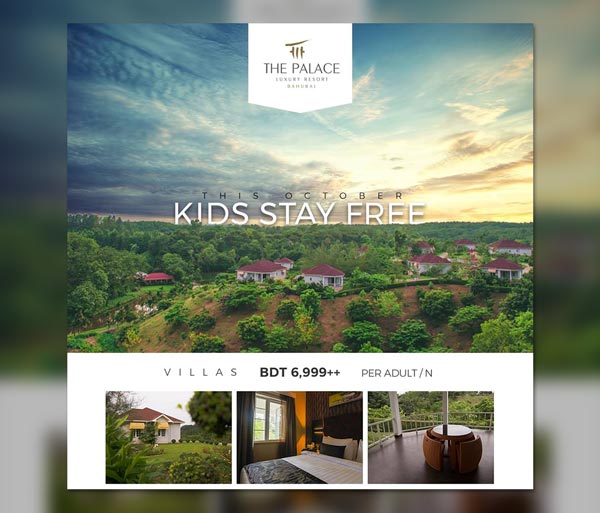 THE PALACE
LUXURY RESORT
BAHUBAL
THIS OCTOBER
KIDS STAY FREE
VILLAS BDT 6,999++ PER ADULT / N